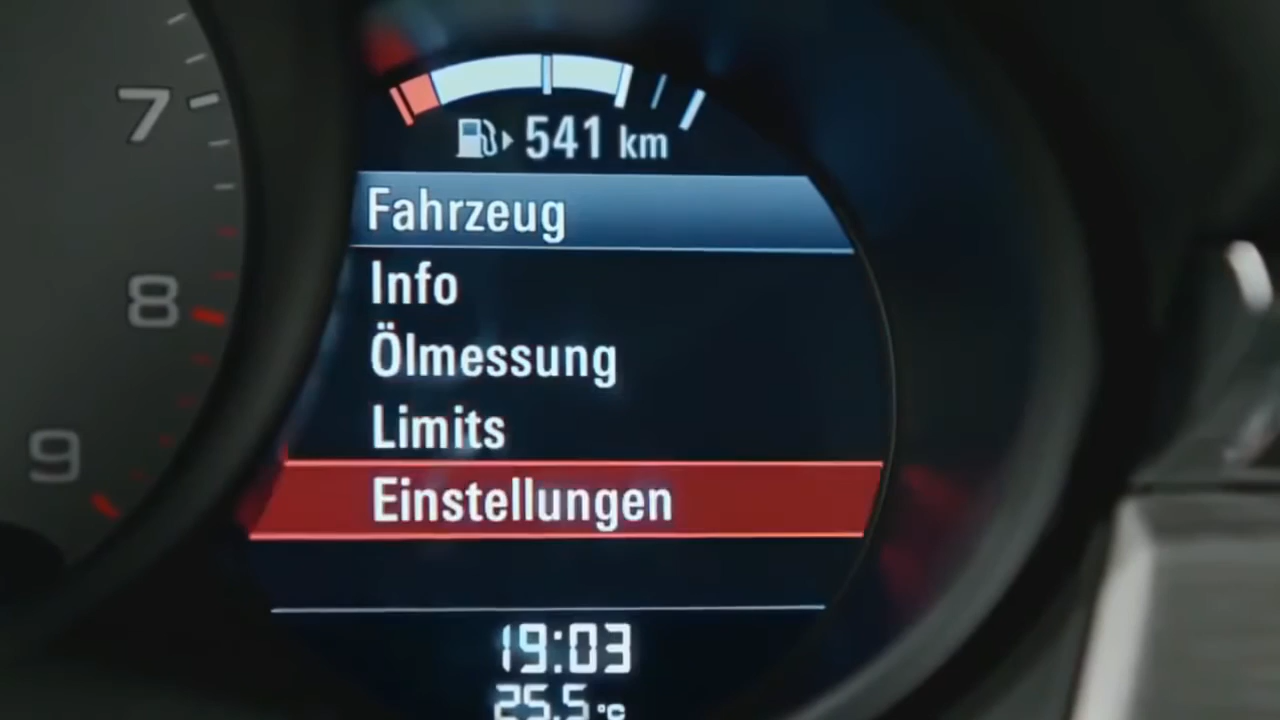 7
8
9
541 km
Fahrzeug
Info
Ölmessung
Limits
Einstellungen
19:03
25.5 °C